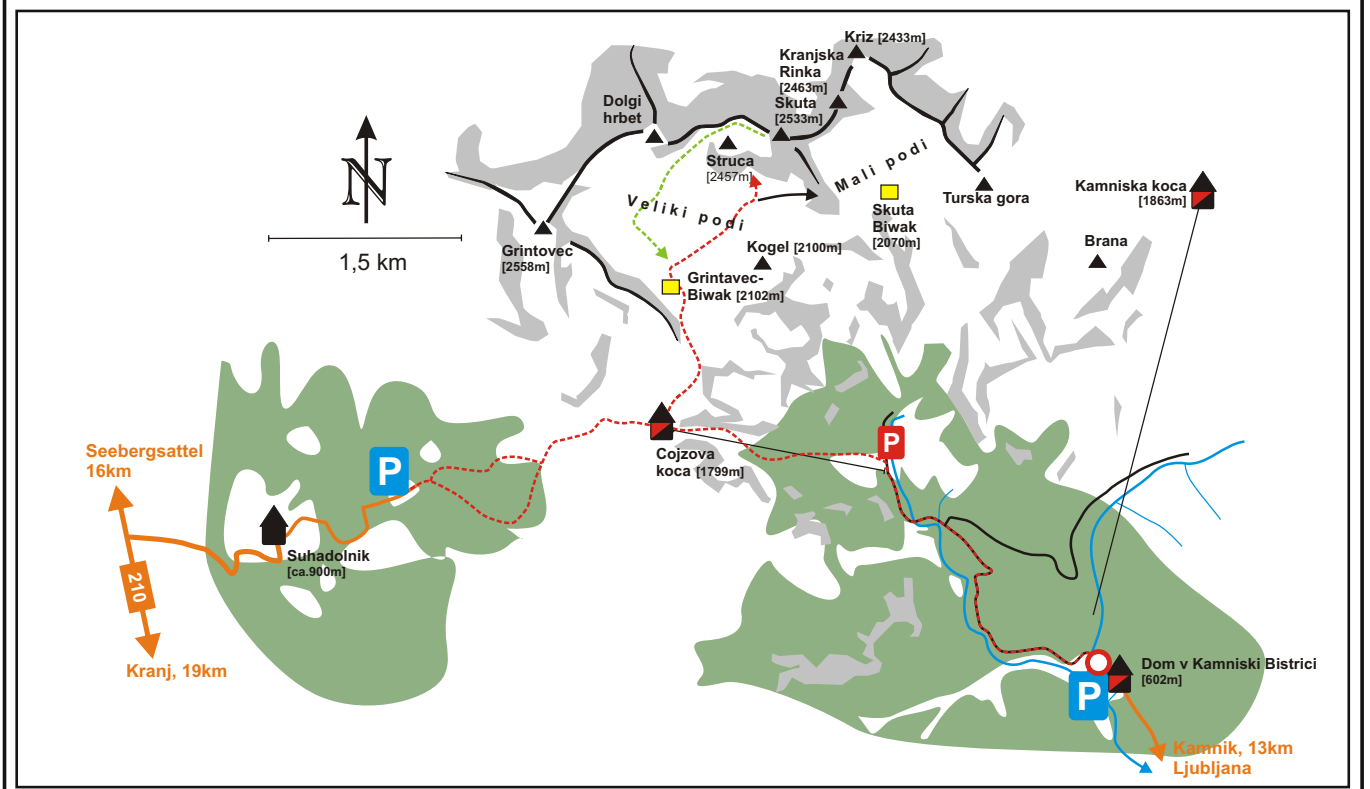 Kriz [2433m]
Kranjska
Rinka
[2463m]
Skuta
[2533m]
Dolgi
hrbet
Struca
[2457m]
N
1,5 km
Mali podi
Veliki podi
Turska gora
Kamniska koca
[1863m]
Skuta
Biwak
[2070m]
Brana
Grintovec
[2558m]
Kogel [2100m]
Grintavec-
Biwak [2102m]
Cojzova
koca [1799m]
P
P
Seebergsattel
16km
Suhadolnik
[ca.900m]
210
Kranj, 19km
Dom v Kamniski Bistrici
[602m]
P
Kamnik, 13km
Ljubljana